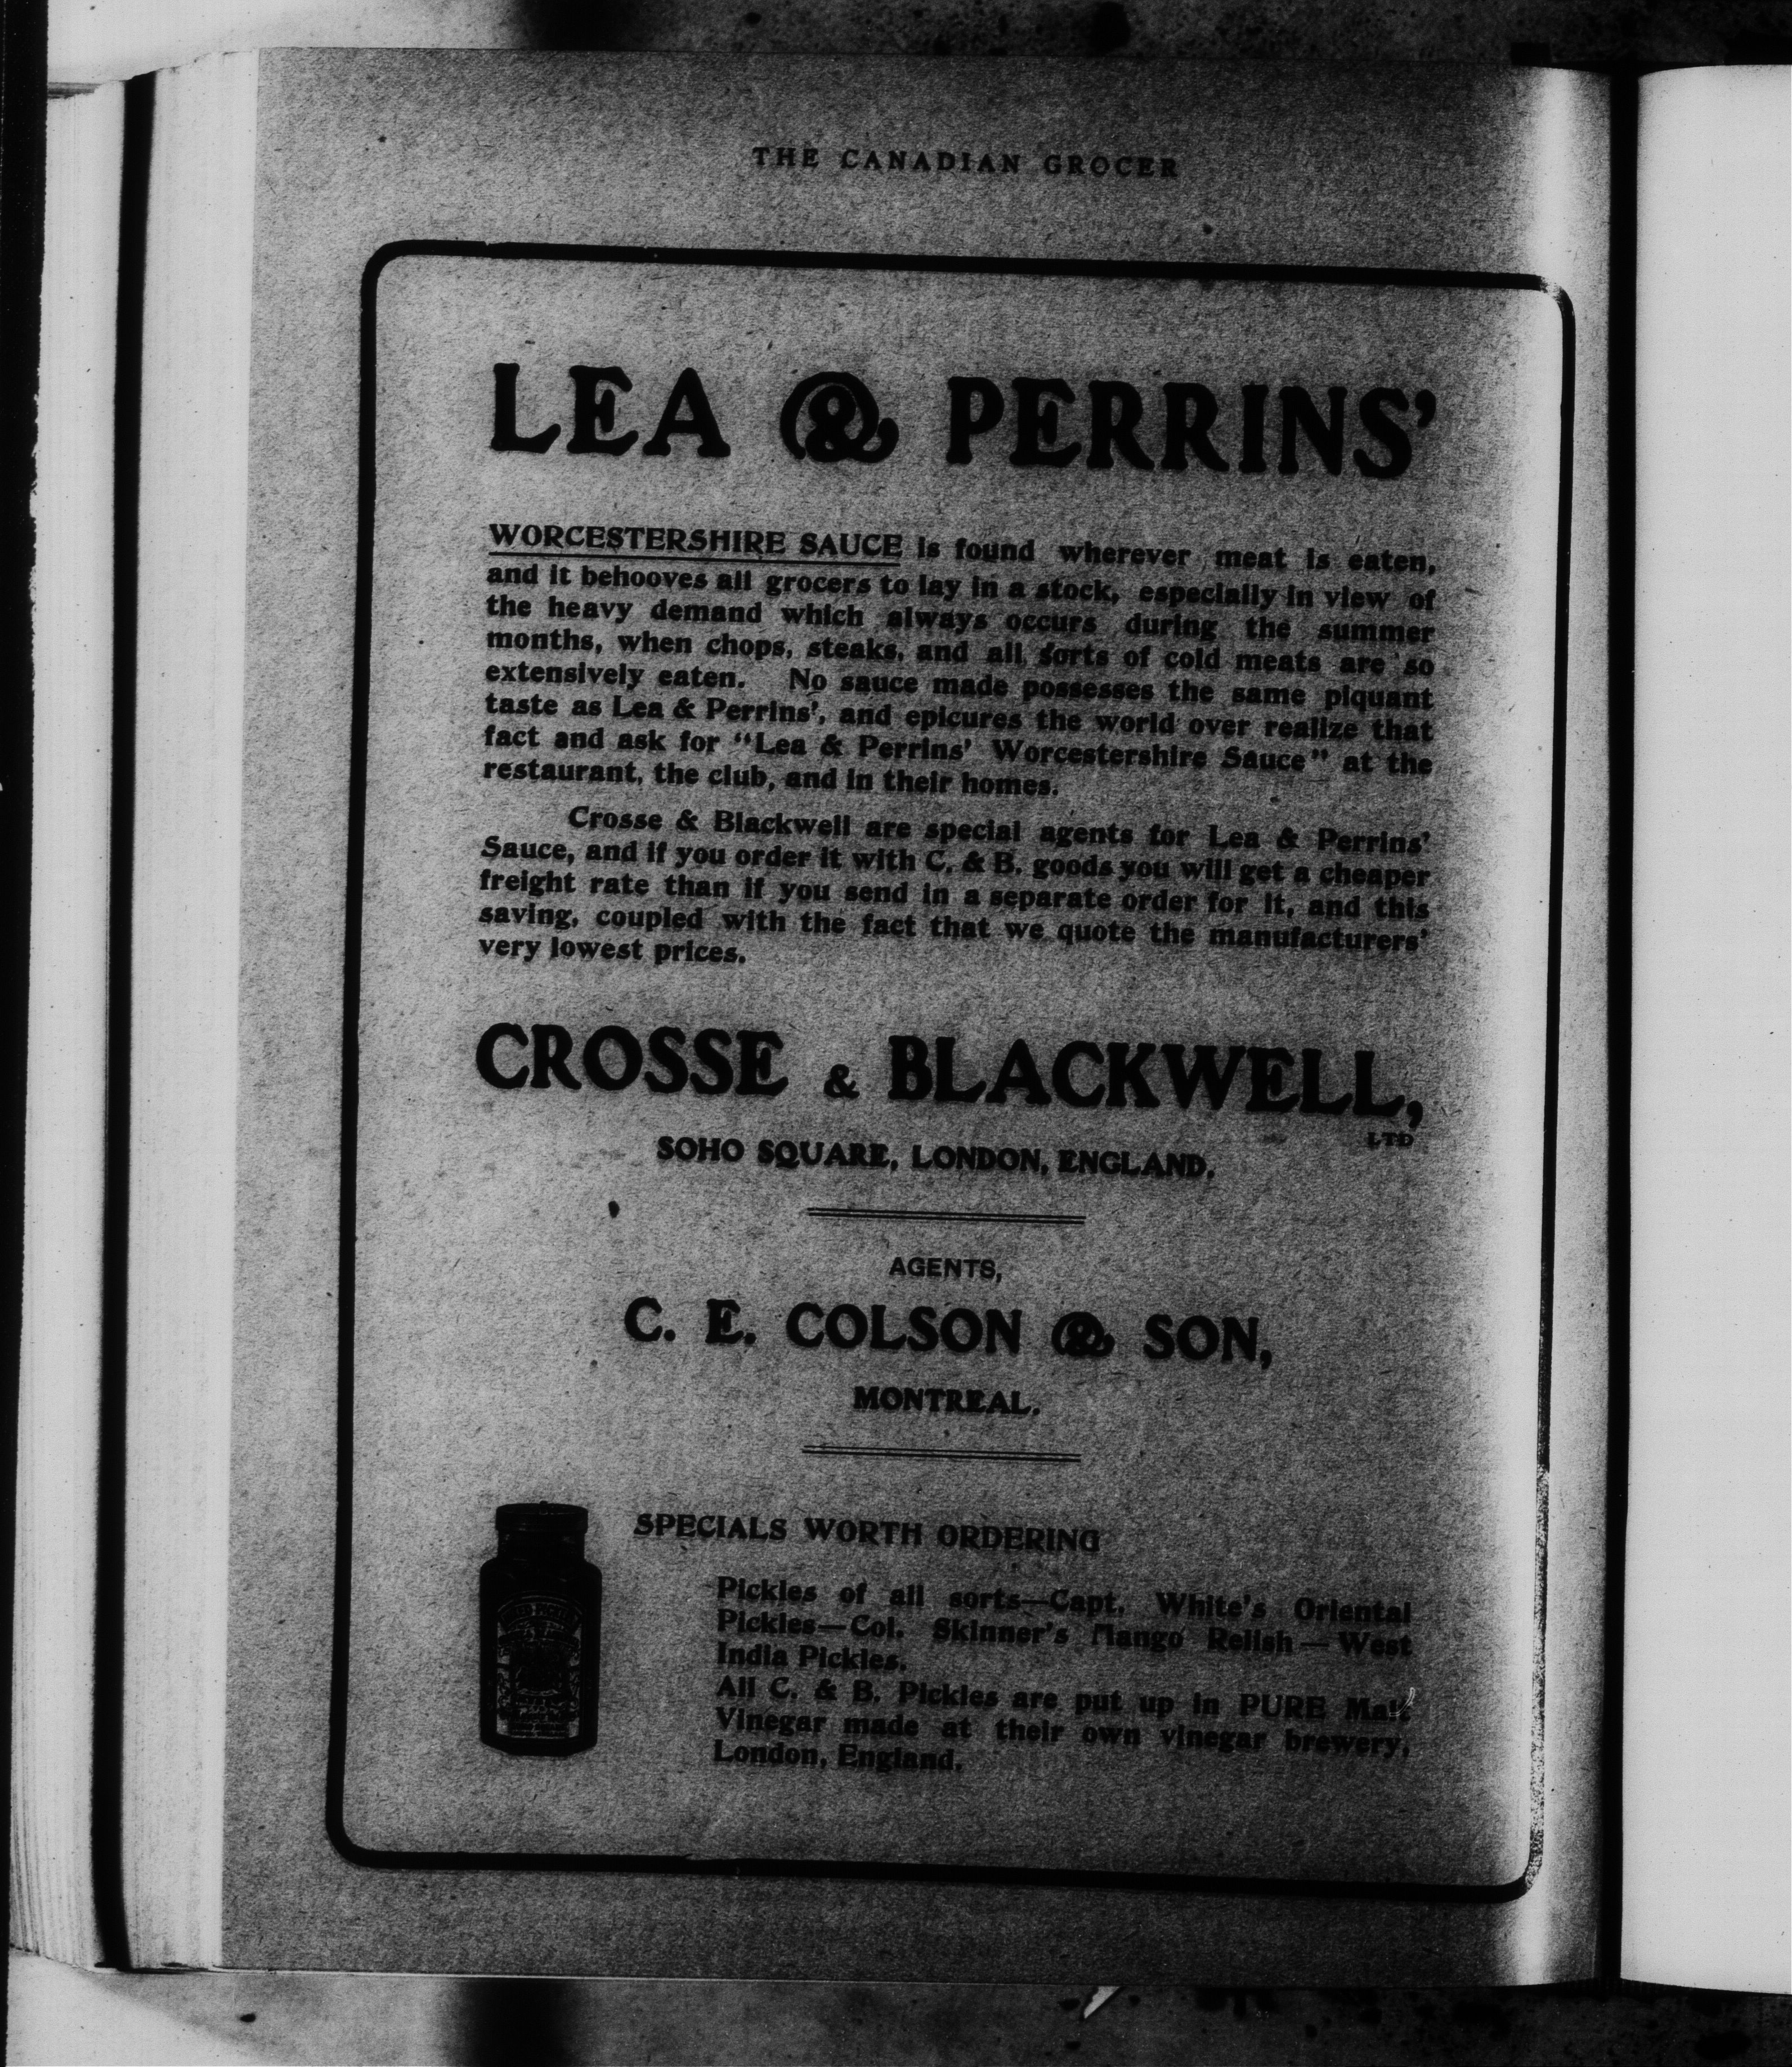 THE CANADIAN GROCER
LEA & PERRINS'
WORCESTERSHIRE SAUCE is found wherever meat is eaten,
and it behooves all grocers to lay in a stock, especially in view of
the heavy demand which always occurs during the summer
months, when chops, steaks, and all sorts of cold meats are so
extensively eaten. No sauce made possesses the same piquant
taste as Lea & Perrins', and epicures the world over realize that
fact and ask for "Lea & Perrins' Worcestershire Sauce" at the
restaurant, the club, and in their homes.
Crosse & Blackwell are special agents for Lea & Perrins'
Sauce, and if you order it with C. & B. goods you will get a cheaper
freight rate than if you send in a separate order for it, and this
saving, coupled with the fact that we quote the manufacturers'
very lowest prices.
CROSSE & BLACKWELL,
LTD
SOHO SQUARE, LONDON, ENGLAND.
AGENTS,
C. E. COLSON & SON,
MONTREAL.
SPECIALS WORTH ORDERING
Pickles of all sorts—Capt. White's Oriental
Pickles—Col. Skinner's Mango Relish—West
India Pickles.
All C. & B. Pickles are put up in PURE Malt
Vinegar made at their own vinegar brewery,
London, England.